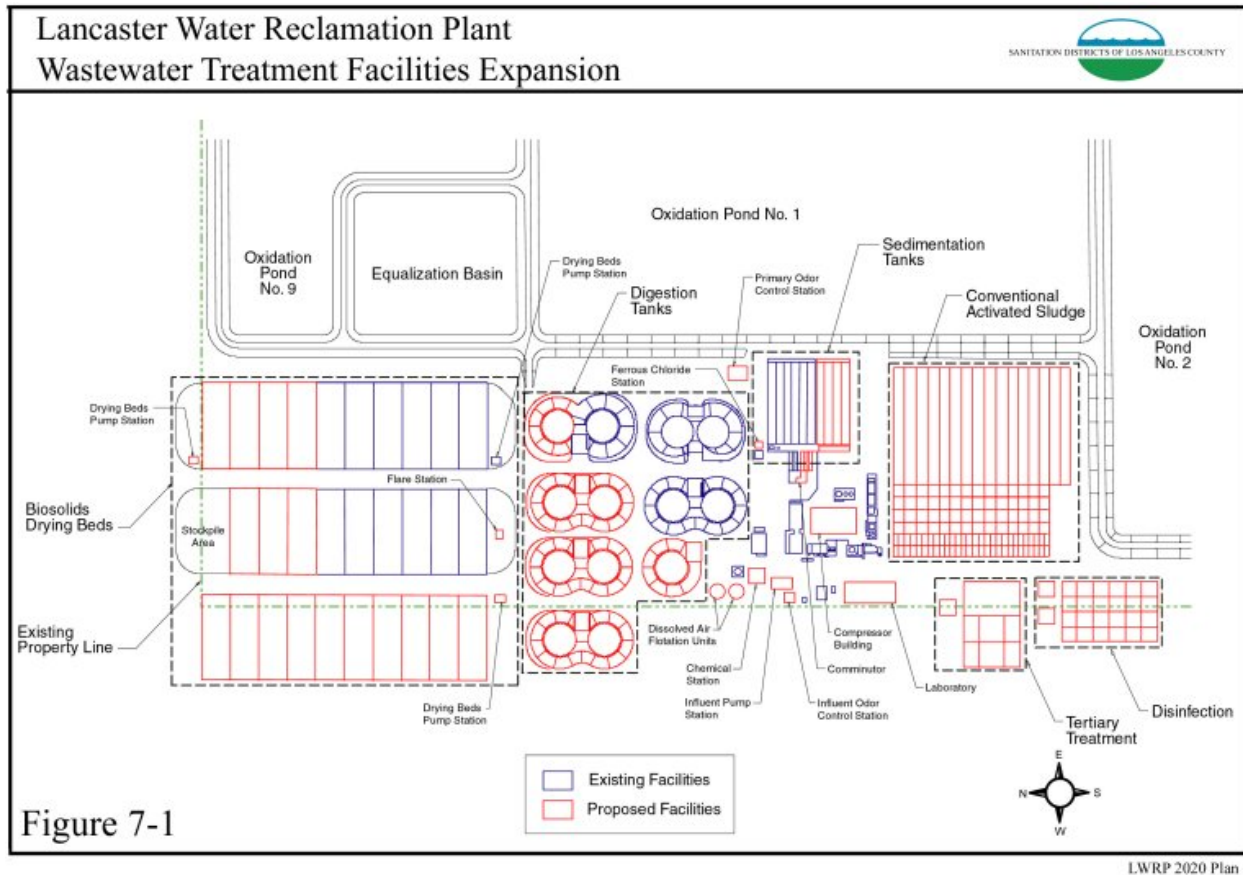 Lancaster Water Reclamation Plant
Wastewater Treatment Facilities Expansion
SANITATION DISTRICTS OF LOS ANGELES COUNTY
Oxidation Pond No. 1
Oxidation
Pond
No. 9
Equalization Basin
Drying Beds
Pump Station
Digestion
Tanks
Primary Odor
Control Station
Sedimentation
Tanks
Conventional
Activated Sludge
Oxidation
Pond
No. 2
Ferrous Chloride
Station
Drying Beds
Pump Station
Flare Station
Biosolids
Drying Beds
Stockpile
Area
Existing
Property Line
Drying Beds
Pump Station
Dissolved Air
Flotation Units
Chemical
Station
Influent Pump
Station
Compressor
Building
Comminutor
Influent Odor
Control Station
Laboratory
Tertiary
Treatment
Disinfection
Existing Facilities
Proposed Facilities
E
N
S
W
Figure 7-1
LWRP 2020 Plan